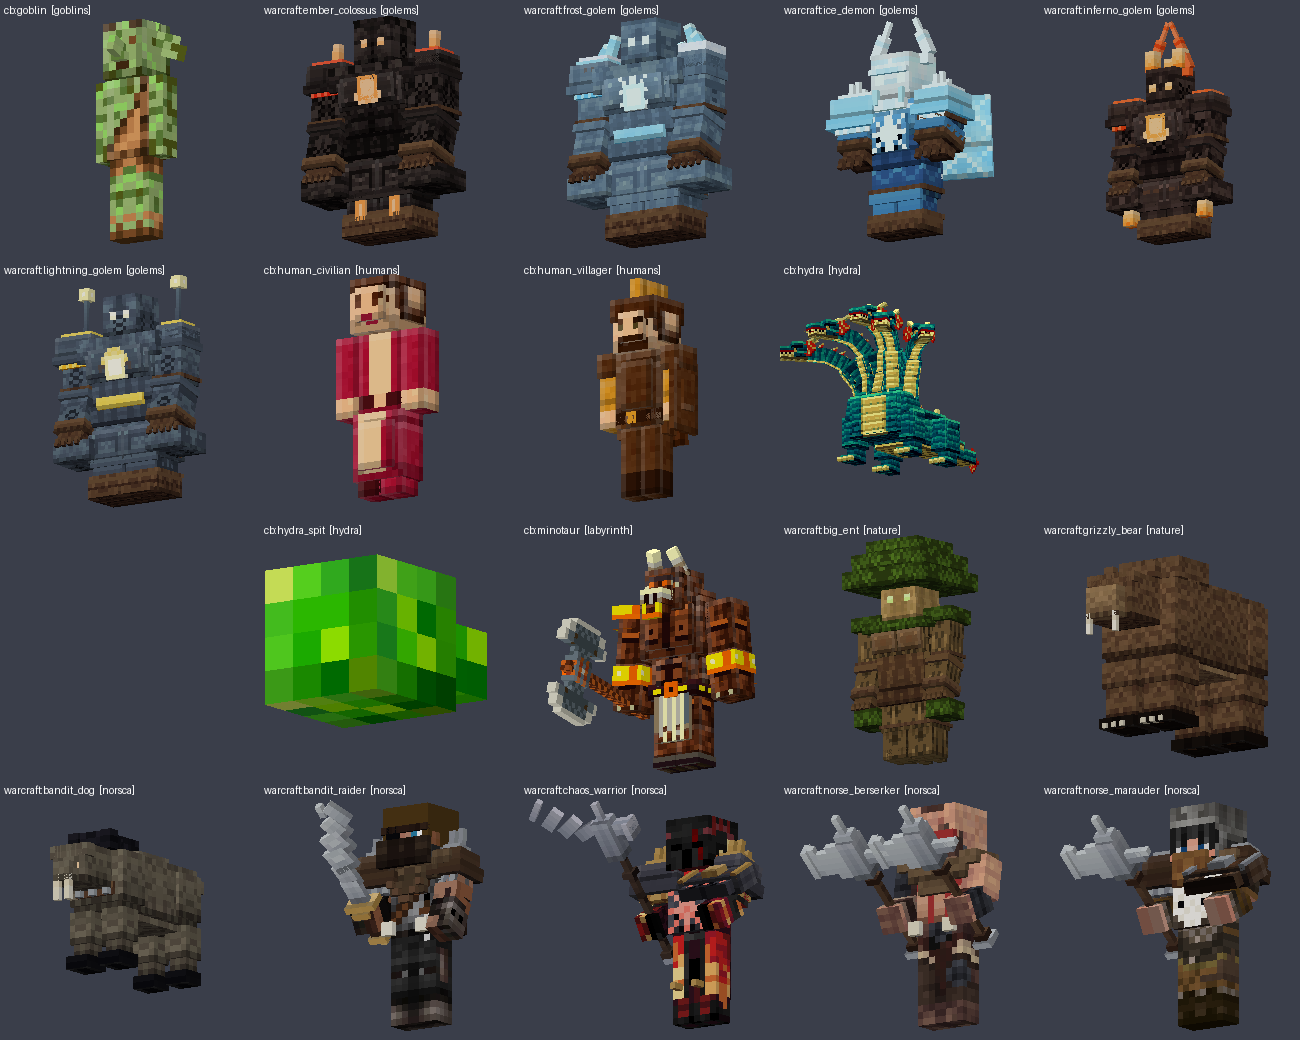 cb:goblin [goblins]
warcraft:ember_colossus [golems]
warcraft:frost_golem [golems]
warcraft:ice_demon [golems]
warcraft:inferno_golem [golems]
warcraft:lightning_golem [golems]
cb:human_civilian [humans]
cb:human_villager [humans]
cb:hydra [hydra]
cb:hydra_spit [hydra]
cb:minotaur [labyrinth]
warcraft:big_ent [nature]
warcraft:grizzly_bear [nature]
warcraft:bandit_dog [norsca]
warcraft:bandit_raider [norsca]
warcraft:chaos_warrior [norsca]
warcraft:norse_berserker [norsca]
warcraft:norse_marauder [norsca]